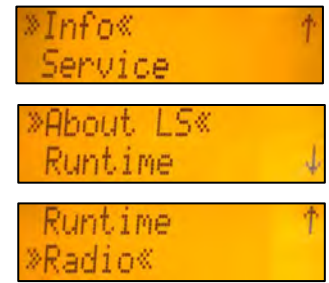 »Info« ↑
Service
»About LS«
Runtime ↓
Runtime ↑
»Radio«